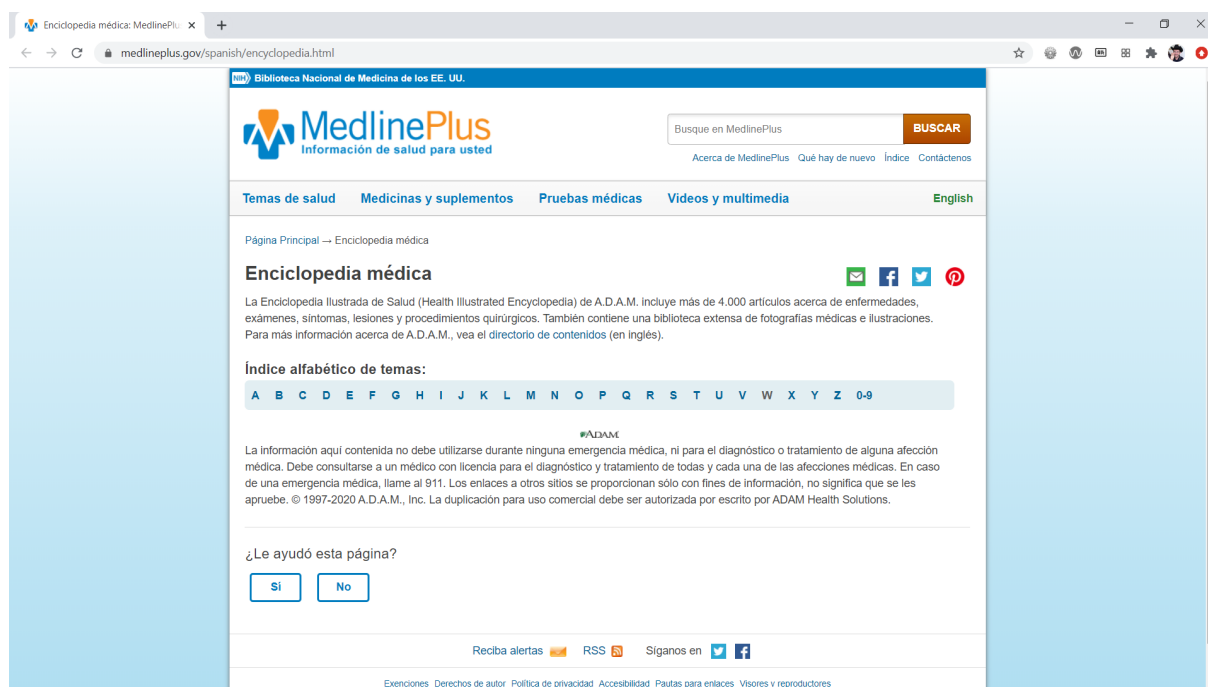 Enciclopedia médica: MedlinePlu
medlineplus.gov/spanish/encyclopedia.html
NIH Biblioteca Nacional de Medicina de los EE. UU.
MedlinePlus
Información de salud para usted
Busque en MedlinePlus
BUSCAR
Acerca de MedlinePlus Qué hay de nuevo Índice Contáctenos
Temas de salud Medicinas y suplementos Pruebas médicas Videos y multimedia English
Página Principal → Enciclopedia médica
Enciclopedia médica
La Enciclopedia Ilustrada de Salud (Health Illustrated Encyclopedia) de A.D.A.M. incluye más de 4.000 artículos acerca de enfermedades,
exámenes, síntomas, lesiones y procedimientos quirúrgicos. También contiene una biblioteca extensa de fotografías médicas e ilustraciones.
Para más información acerca de A.D.A.M., vea el directorio de contenidos (en inglés).
Índice alfabético de temas:
A B C D E F G H I J K L M N O P Q R S T U V W X Y Z 0-9
ADAM
La información aquí contenida no debe utilizarse durante ninguna emergencia médica, ni para el diagnóstico o tratamiento de alguna afección
médica. Debe consultarse a un médico con licencia para el diagnóstico y tratamiento de todas y cada una de las afecciones médicas. En caso
de una emergencia médica, llame al 911. Los enlaces a otros sitios se proporcionan sólo con fines de información, no significa que se les
apruebe. © 1997-2020 A.D.A.M., Inc. La duplicación para uso comercial debe ser autorizada por escrito por ADAM Health Solutions.
¿Le ayudó esta página?
Sí No
Reciba alertas RSS Síganos en
Exenciones Derechos de autor Política de privacidad Accesibilidad Pautas para enlaces Visores y reproductores